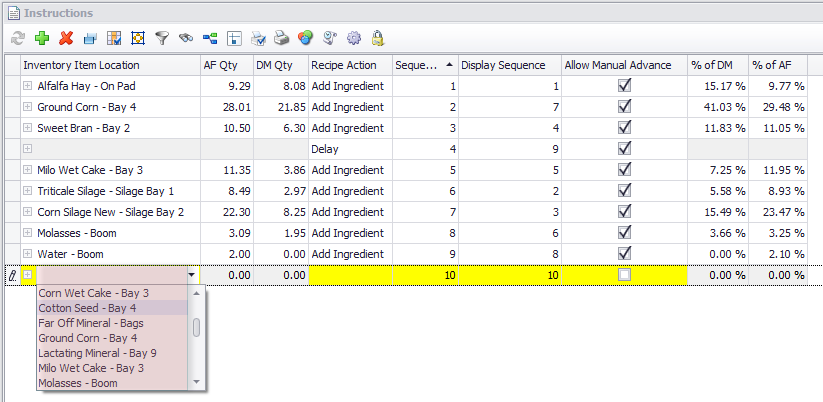 Instructions
Inventory Item Location AF Qty DM Qty Recipe Action Seque... Display Sequence Allow Manual Advance % of DM % of AF
Alfalfa Hay - On Pad 9.29 8.08 Add Ingredient 1 1 15.17 % 9.77 %
Ground Corn - Bay 4 28.01 21.85 Add Ingredient 2 7 41.03 % 29.48 %
Sweet Bran - Bay 2 10.50 6.30 Add Ingredient 3 4 11.83 % 11.05 %
Delay 4 9
Milo Wet Cake - Bay 3 11.35 3.86 Add Ingredient 5 5 7.25 % 11.95 %
Triticale Silage - Silage Bay 1 8.49 2.97 Add Ingredient 6 2 5.58 % 8.93 %
Corn Silage New - Silage Bay 2 22.30 8.25 Add Ingredient 7 3 15.49 % 23.47 %
Molasses - Boom 3.09 1.95 Add Ingredient 8 6 3.66 % 3.25 %
Water - Boom 2.00 0.00 Add Ingredient 9 8 0.00 % 2.10 %
0.00 0.00 10 10 0.00 % 0.00 %
Corn Wet Cake - Bay 3
Cotton Seed - Bay 4
Far Off Mineral - Bags
Ground Corn - Bay 4
Lactating Mineral - Bay 9
Milo Wet Cake - Bay 3
Molasses - Boom